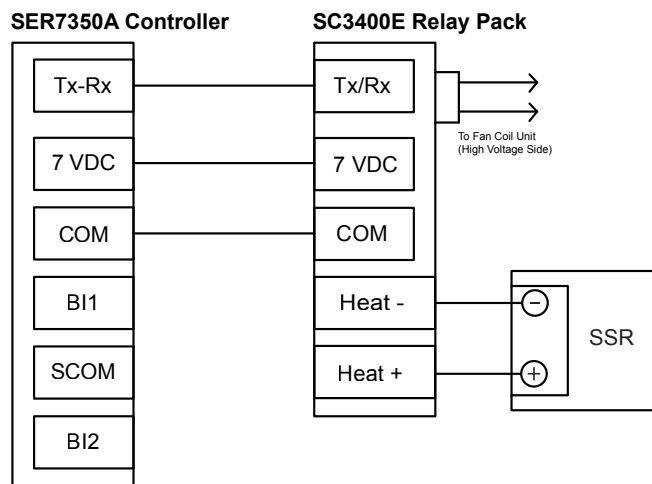 SER7350A Controller
SC3400E Relay Pack
Tx-Rx
Tx/Rx
To Fan Coil Unit
(High Voltage Side)
7 VDC
7 VDC
COM
COM
BI1
Heat -
−
SSR
SCOM
Heat +
+
BI2